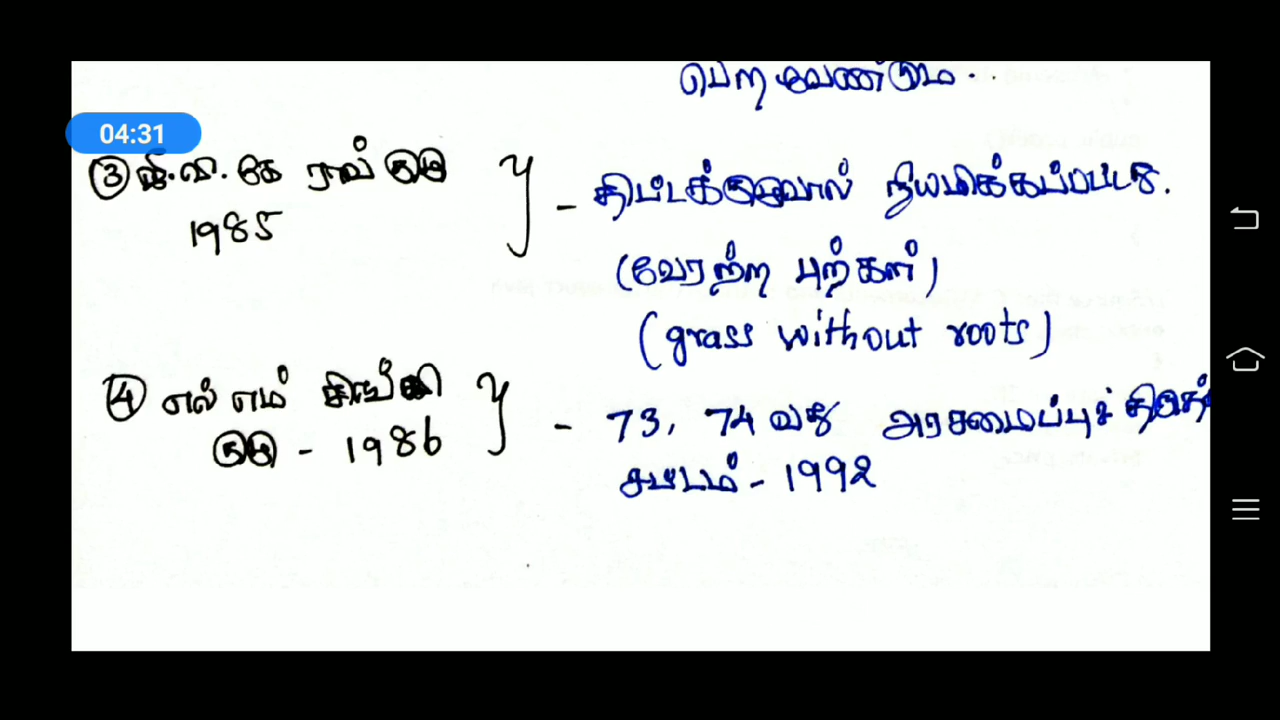 பெற வேண்டும்.
04:31
③ ஜி.வி.கே ராவ் குழு
1985
- திட்டக்குழுவால் நியமிக்கப்பட்டது.
(வேரற்ற புற்கள்)
(grass without roots)
④ எல் எம் சிங்வி
குழு - 1986
- 73, 74 வது அரசமைப்புச் திருத்
சட்டம் - 1992